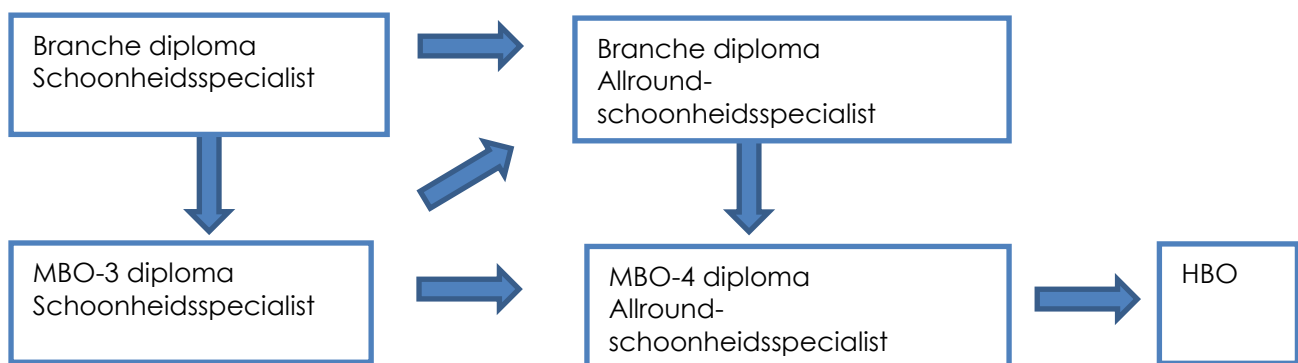 Branche diploma
Schoonheidsspecialist
Branche diploma
Allround-
schoonheidsspecialist
MBO-3 diploma
Schoonheidsspecialist
MBO-4 diploma
Allround-
schoonheidsspecialist
HBO